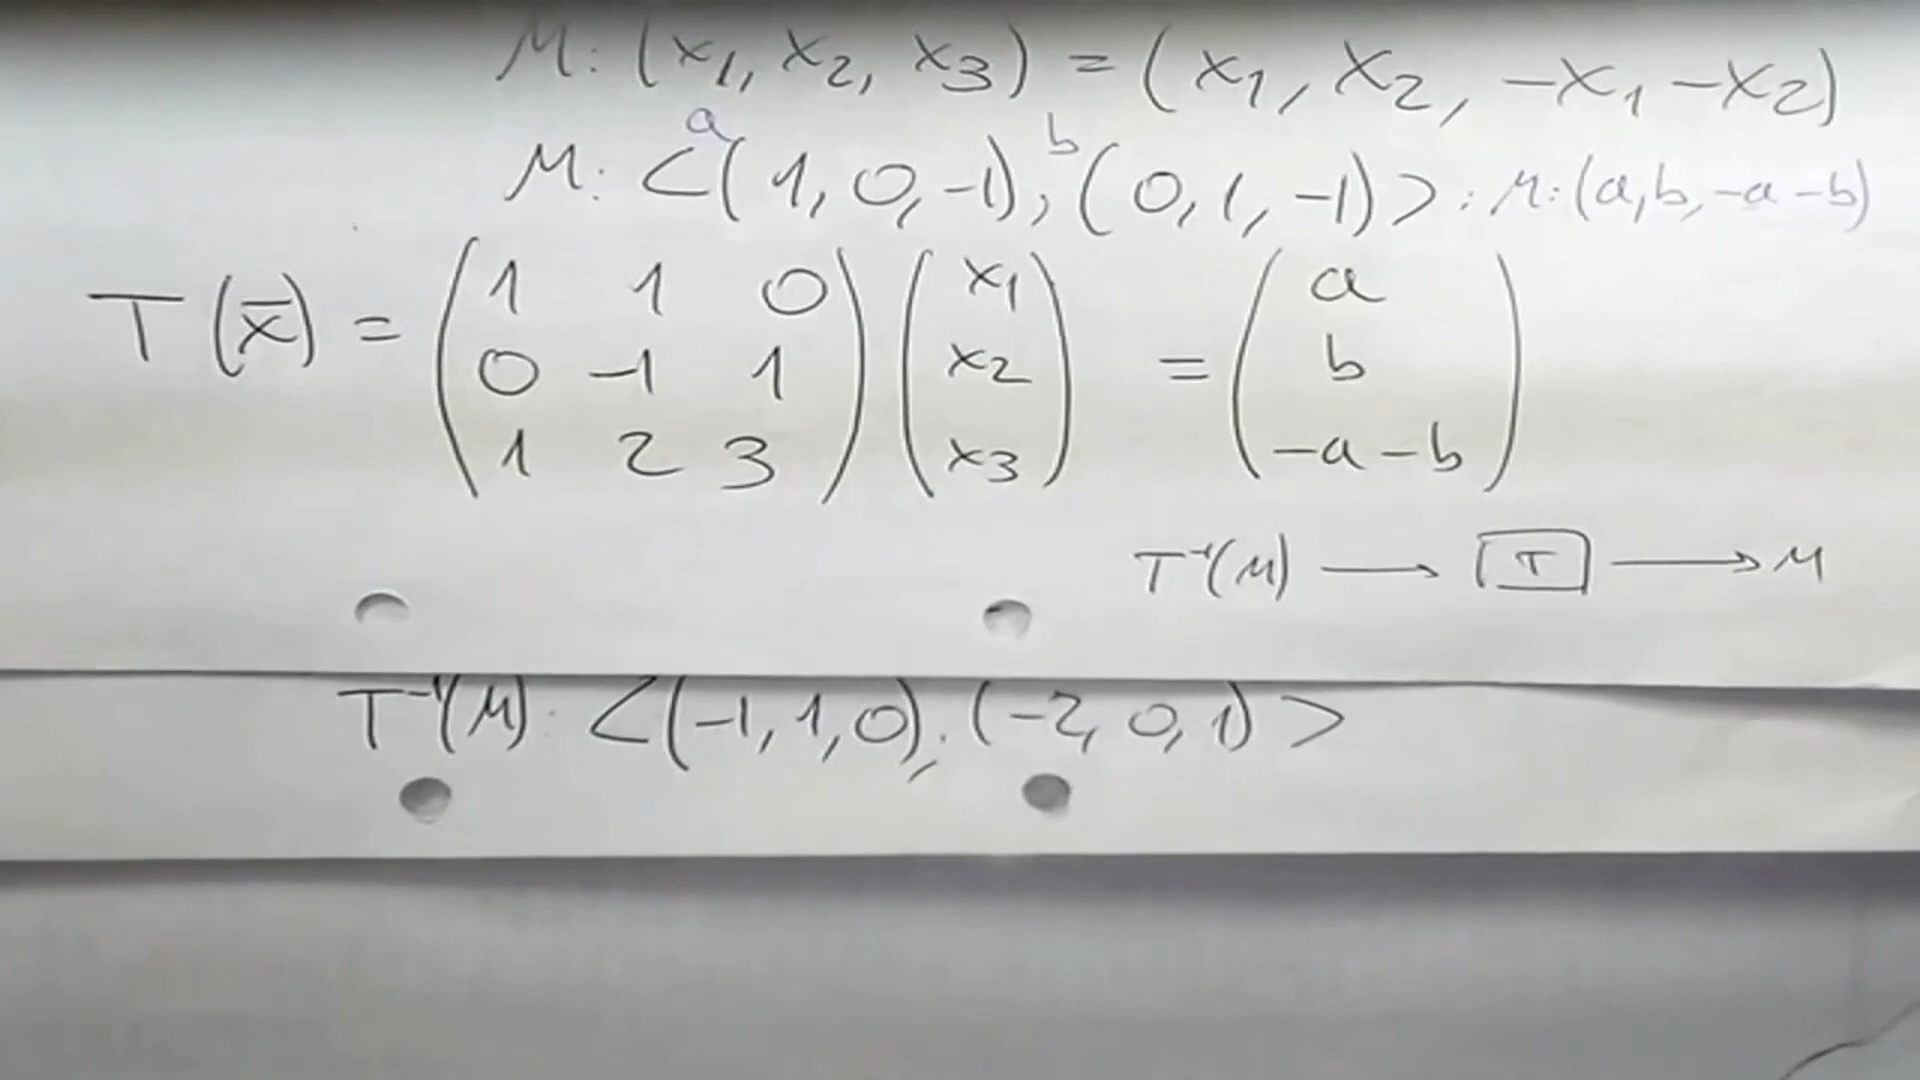 M: (x1, x2, x3) = (x1, x2, -x1 -x2)
a b
M: <(1,0,-1);(0,1,-1)>: M:(a,b,-a-b)
T(x̄) = (1 1 0 / 0 -1 1 / 1 2 3) (x1 / x2 / x3) = (a / b / -a-b)
T⁻¹(M) → T → M
T⁻¹(M): <(-1,1,0);(-2,0,1)>